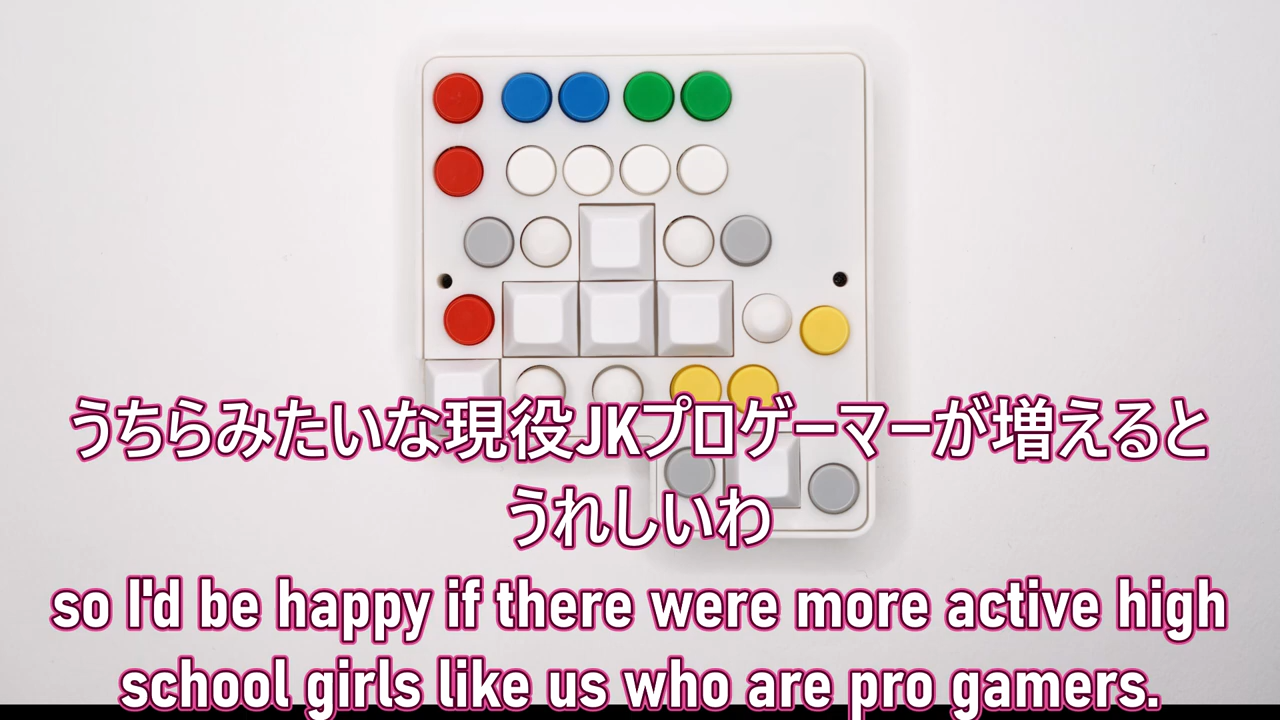 うちらみたいな現役JKプロゲーマーが増えると
うれしいわ
so I'd be happy if there were more active high
school girls like us who are pro gamers.